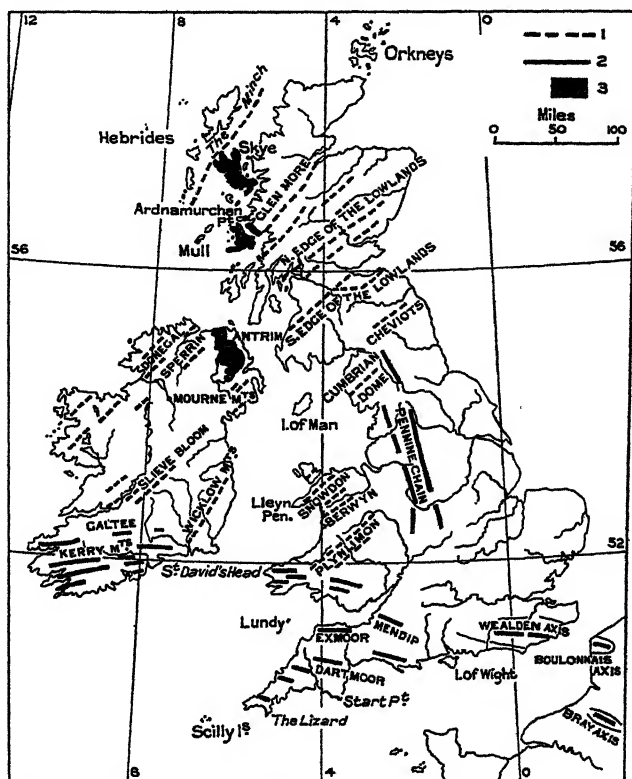 12
8
4
0
Orkneys
1
2
3
Miles
0 50 100
The Minch
Hebrides
Skye
Ardnamurchan Pt.
GLEN MORE
N. EDGE OF THE LOWLANDS
Mull
56
56
S. EDGE OF THE LOWLANDS
CHEVIOTS
ANTRIM
DONEGAL
SPERRIN
CUMBRIAN DOME
MOURNE Mts
I. of Man
PENNINE CHAIN
SLIEVE BLOOM
WICKLOW Mts
Lleyn Pen.
SNOWDON
BERWYN
PLYNLIMON
GALTEE
KERRY Mts
52
St. David's Head
Lundy
MENDIP
EXMOOR
WEALDEN AXIS
DARTMOOR
I. of Wight
BOULONNAIS AXIS
Start Pt
BRAY AXIS
Scilly Is
The Lizard
8
4
0